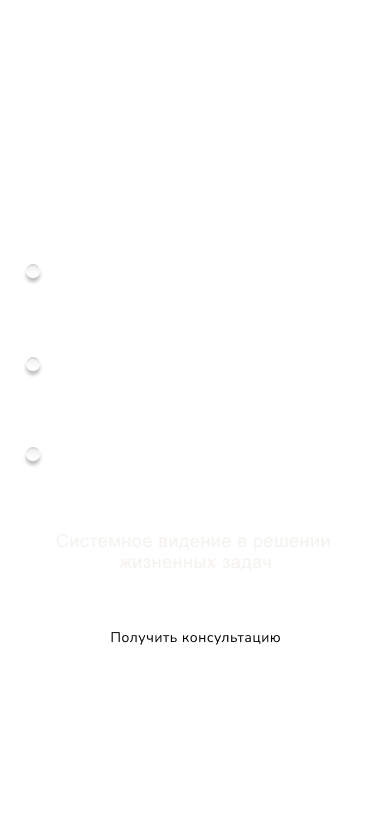 Системное видение в решении
жизненных задач
Получить консультацию